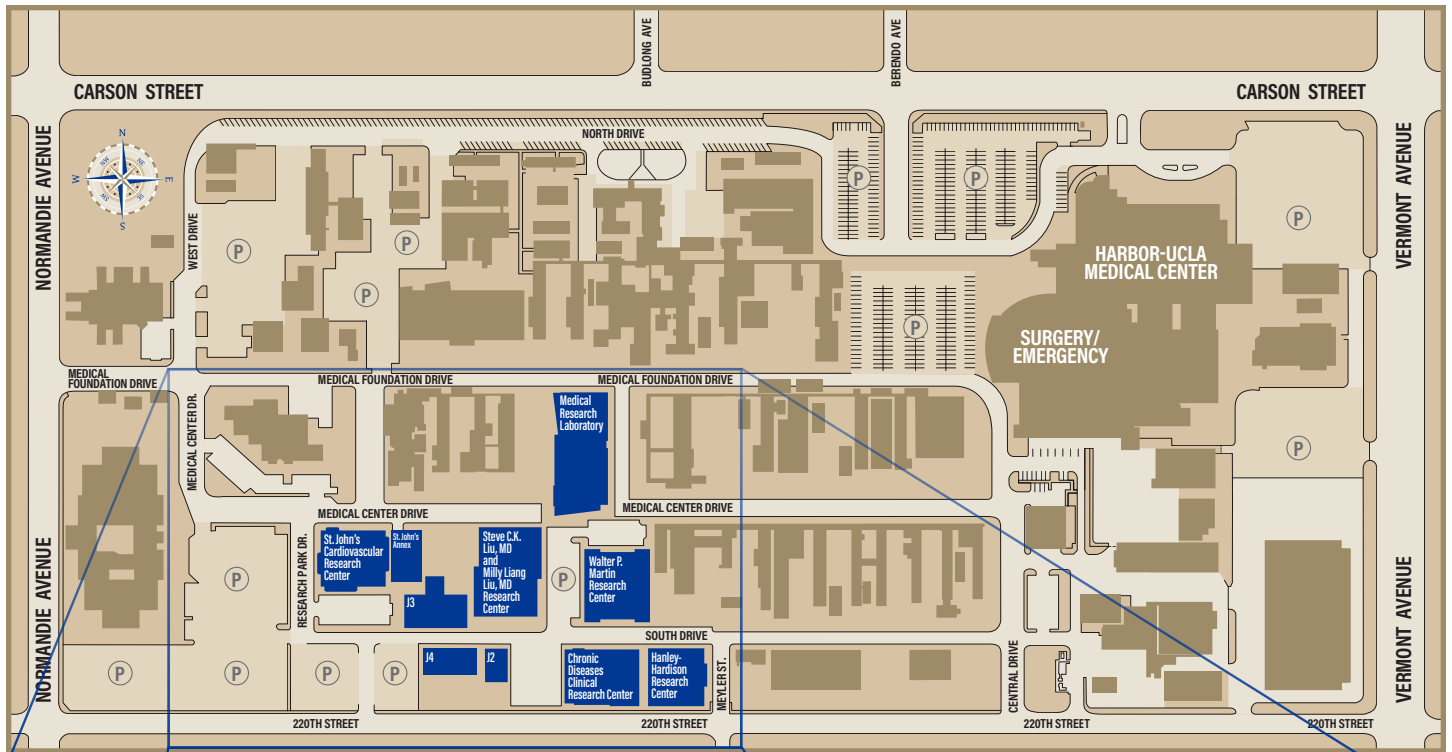 BUDLONG AVE
BERENDO AVE
CARSON STREET
CARSON STREET
NORMANDIE AVENUE
VERMONT AVENUE
NORTH DRIVE
N
NE
E
SE
S
SW
W
NW
WEST DRIVE
P
P
P
P
P
P
P
HARBOR-UCLA
MEDICAL CENTER
SURGERY/
EMERGENCY
MEDICAL
FOUNDATION DRIVE
MEDICAL FOUNDATION DRIVE
MEDICAL FOUNDATION DRIVE
MEDICAL CENTER DR.
Medical
Research
Laboratory
P
MEDICAL CENTER DRIVE
MEDICAL CENTER DRIVE
NORMANDIE AVENUE
RESEARCH PARK DR.
St. John's
Cardiovascular
Research
Center
St. John's
Annex
J3
Steve C.K.
Liu, MD
and
Milly Liang
Liu, MD
Research
Center
P
P
Walter P.
Martin
Research
Center
VERMONT AVENUE
SOUTH DRIVE
P
P
P
P
J4
J2
Chronic
Diseases
Clinical
Research Center
Hanley-
Hardison
Research
Center
MEYLER ST.
CENTRAL DRIVE
220TH STREET
220TH STREET
220TH STREET
220TH STREET